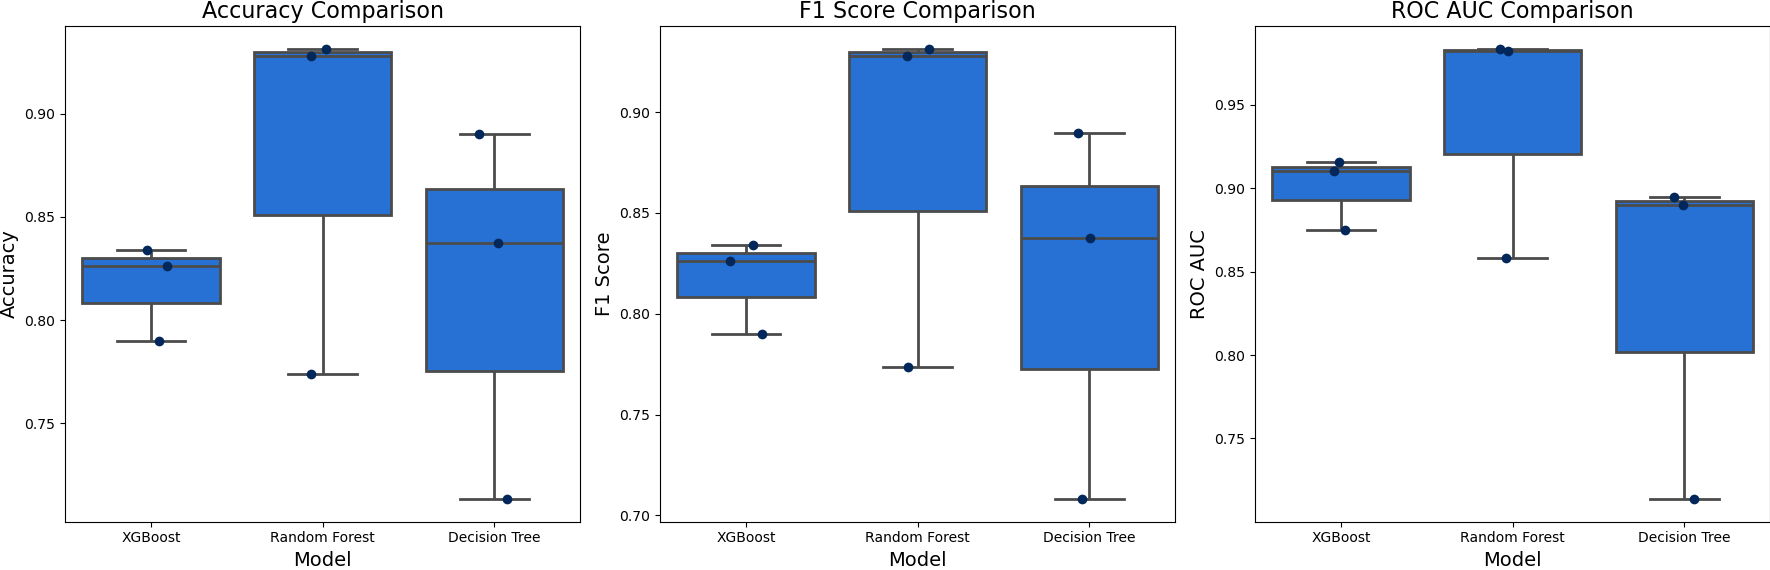 Accuracy Comparison
Accuracy
0.90
0.85
0.80
0.75
XGBoost
Random Forest
Decision Tree
Model
F1 Score Comparison
F1 Score
0.90
0.85
0.80
0.75
0.70
XGBoost
Random Forest
Decision Tree
Model
ROC AUC Comparison
ROC AUC
0.95
0.90
0.85
0.80
0.75
XGBoost
Random Forest
Decision Tree
Model